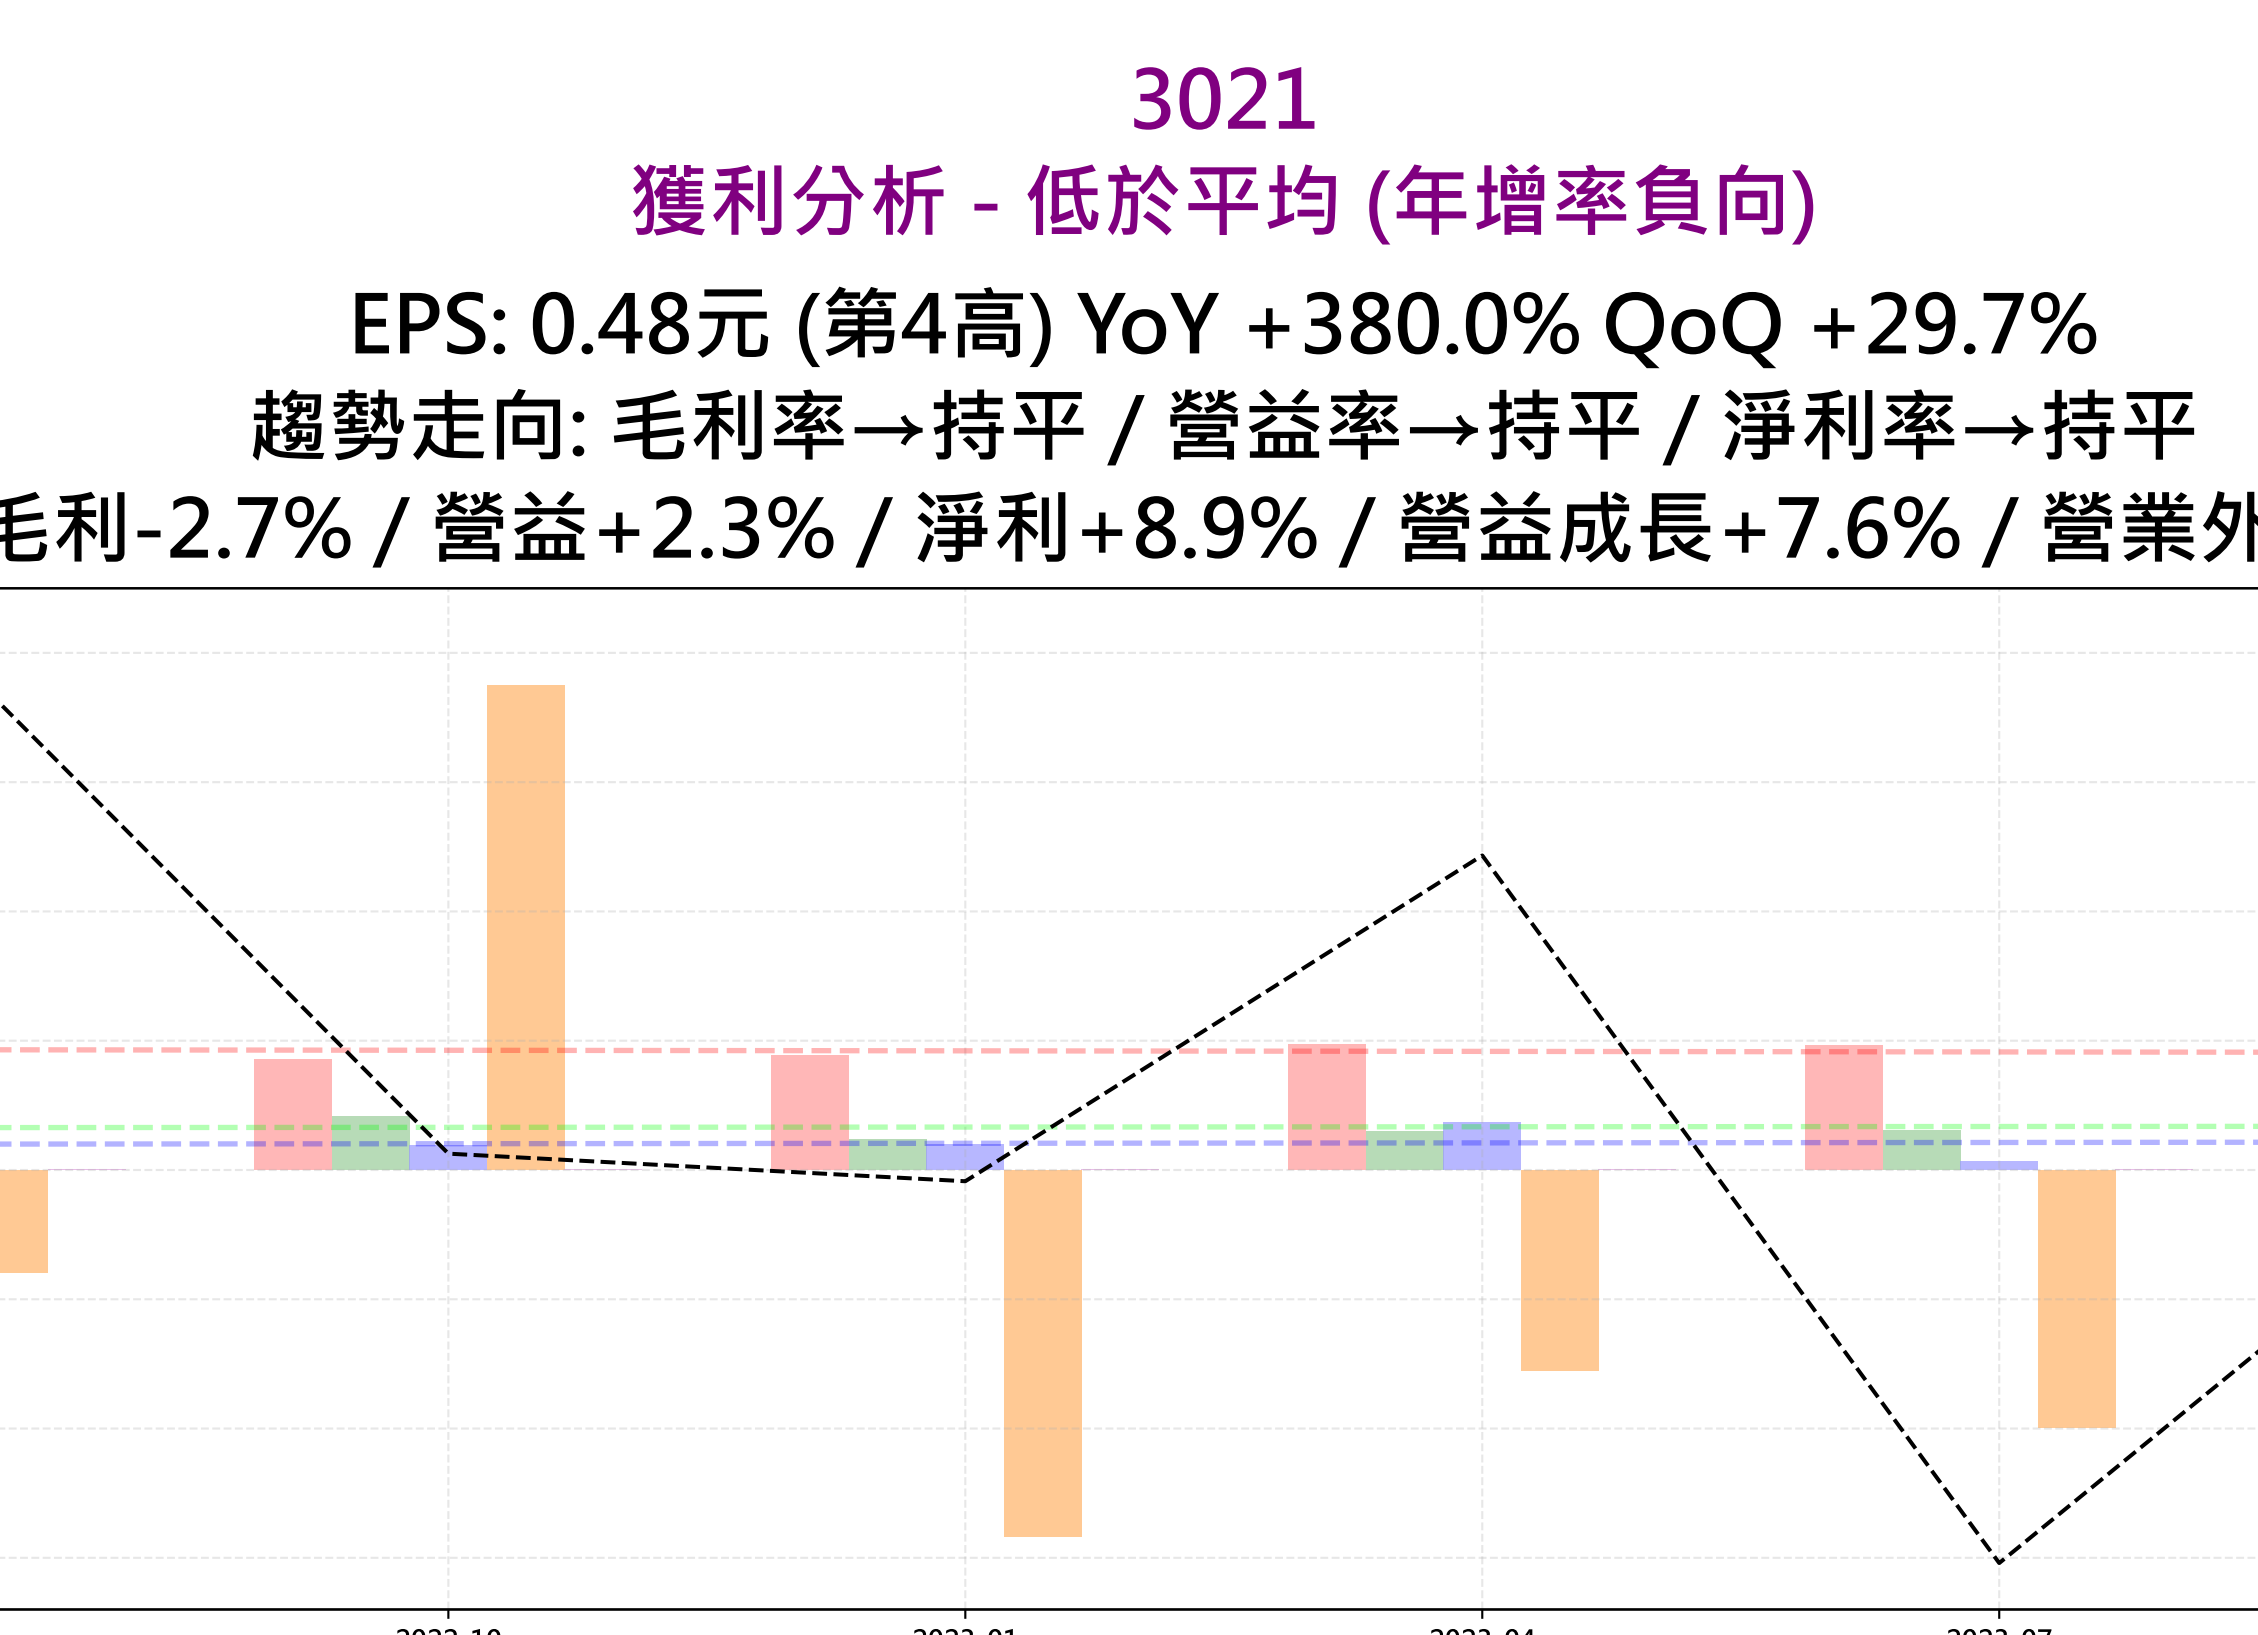 3021
獲利分析 - 低於平均 (年增率負向)
EPS: 0.48元 (第4高) YoY +380.0% QoQ +29.7%
趨勢走向: 毛利率→持平 / 營益率→持平 / 淨利率→持平
毛利-2.7% / 營益+2.3% / 淨利+8.9% / 營益成長+7.6% / 營業外